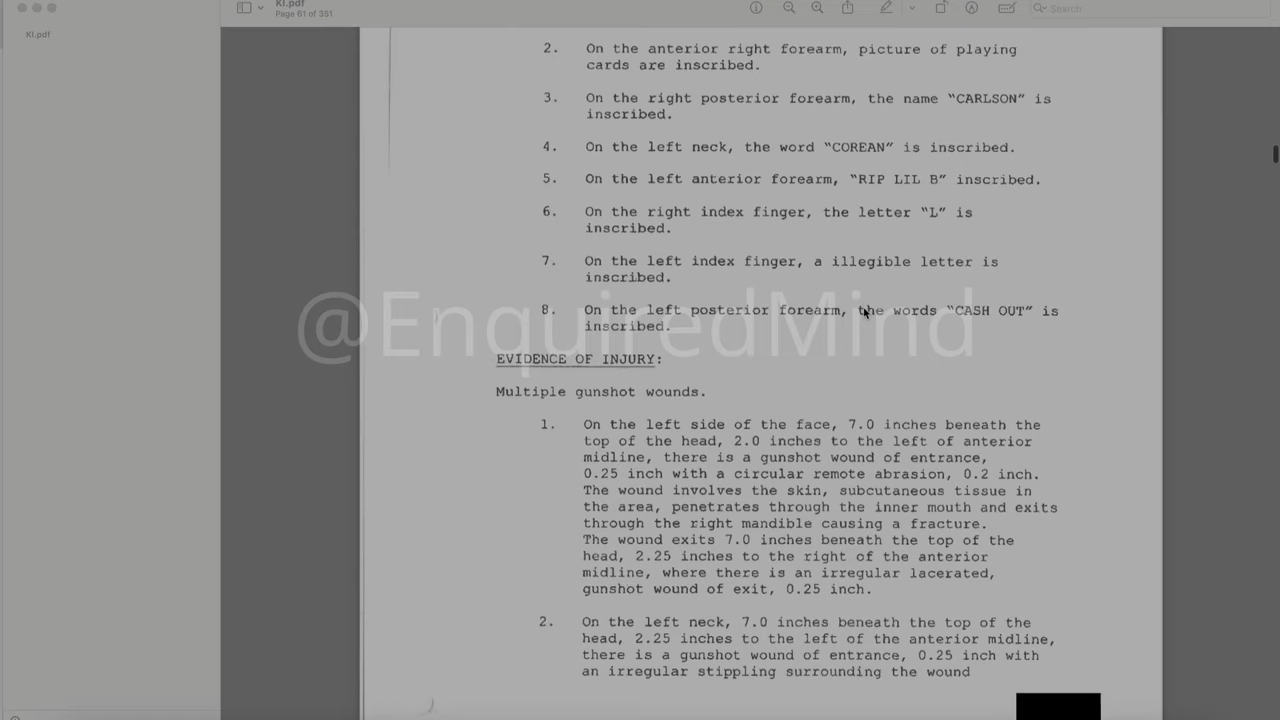 KI.pdf
Page 61 of 351
Search
KI.pdf
2. On the anterior right forearm, picture of playing
cards are inscribed.
3. On the right posterior forearm, the name “CARLSON” is
inscribed.
4. On the left neck, the word “COREAN” is inscribed.
5. On the left anterior forearm, “RIP LIL B” inscribed.
6. On the right index finger, the letter “L” is
inscribed.
7. On the left index finger, a illegible letter is
inscribed.
8. On the left posterior forearm, the words “CASH OUT” is
inscribed.
@EnquiredMind
EVIDENCE OF INJURY:
Multiple gunshot wounds.
1. On the left side of the face, 7.0 inches beneath the
top of the head, 2.0 inches to the left of anterior
midline, there is a gunshot wound of entrance,
0.25 inch with a circular remote abrasion, 0.2 inch.
The wound involves the skin, subcutaneous tissue in
the area, penetrates through the inner mouth and exits
through the right mandible causing a fracture.
The wound exits 7.0 inches beneath the top of the
head, 2.25 inches to the right of the anterior
midline, where there is an irregular lacerated,
gunshot wound of exit, 0.25 inch.
2. On the left neck, 7.0 inches beneath the top of the
head, 2.25 inches to the left of the anterior midline,
there is a gunshot wound of entrance, 0.25 inch with
an irregular stippling surrounding the wound